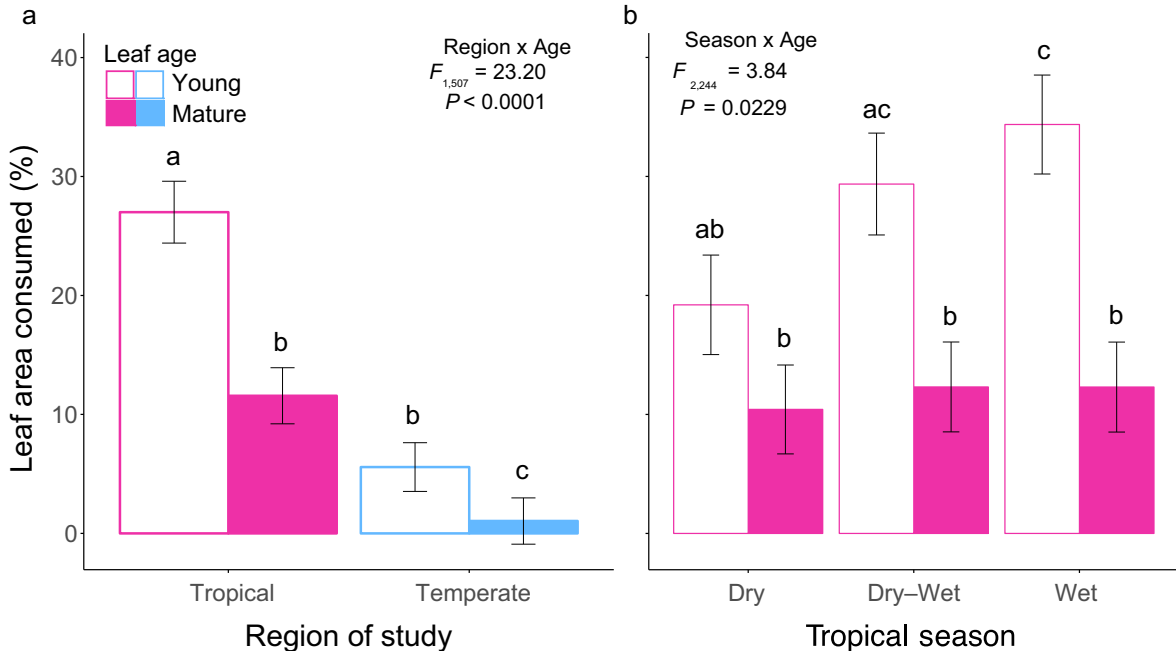 a
Leaf age
Young
Mature
Region x Age
F1,507 = 23.20
P < 0.0001
40
30
20
10
0
Leaf area consumed (%)
a
b
b
c
Tropical
Temperate
Region of study
b
Season x Age
F2,244 = 3.84
P = 0.0229
ab
b
ac
b
c
b
Dry
Dry–Wet
Wet
Tropical season